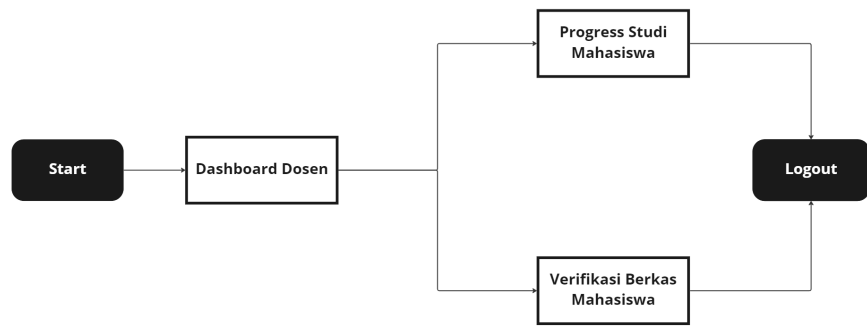 Progress Studi
Mahasiswa
Start
Dashboard Dosen
Logout
Verifikasi Berkas
Mahasiswa